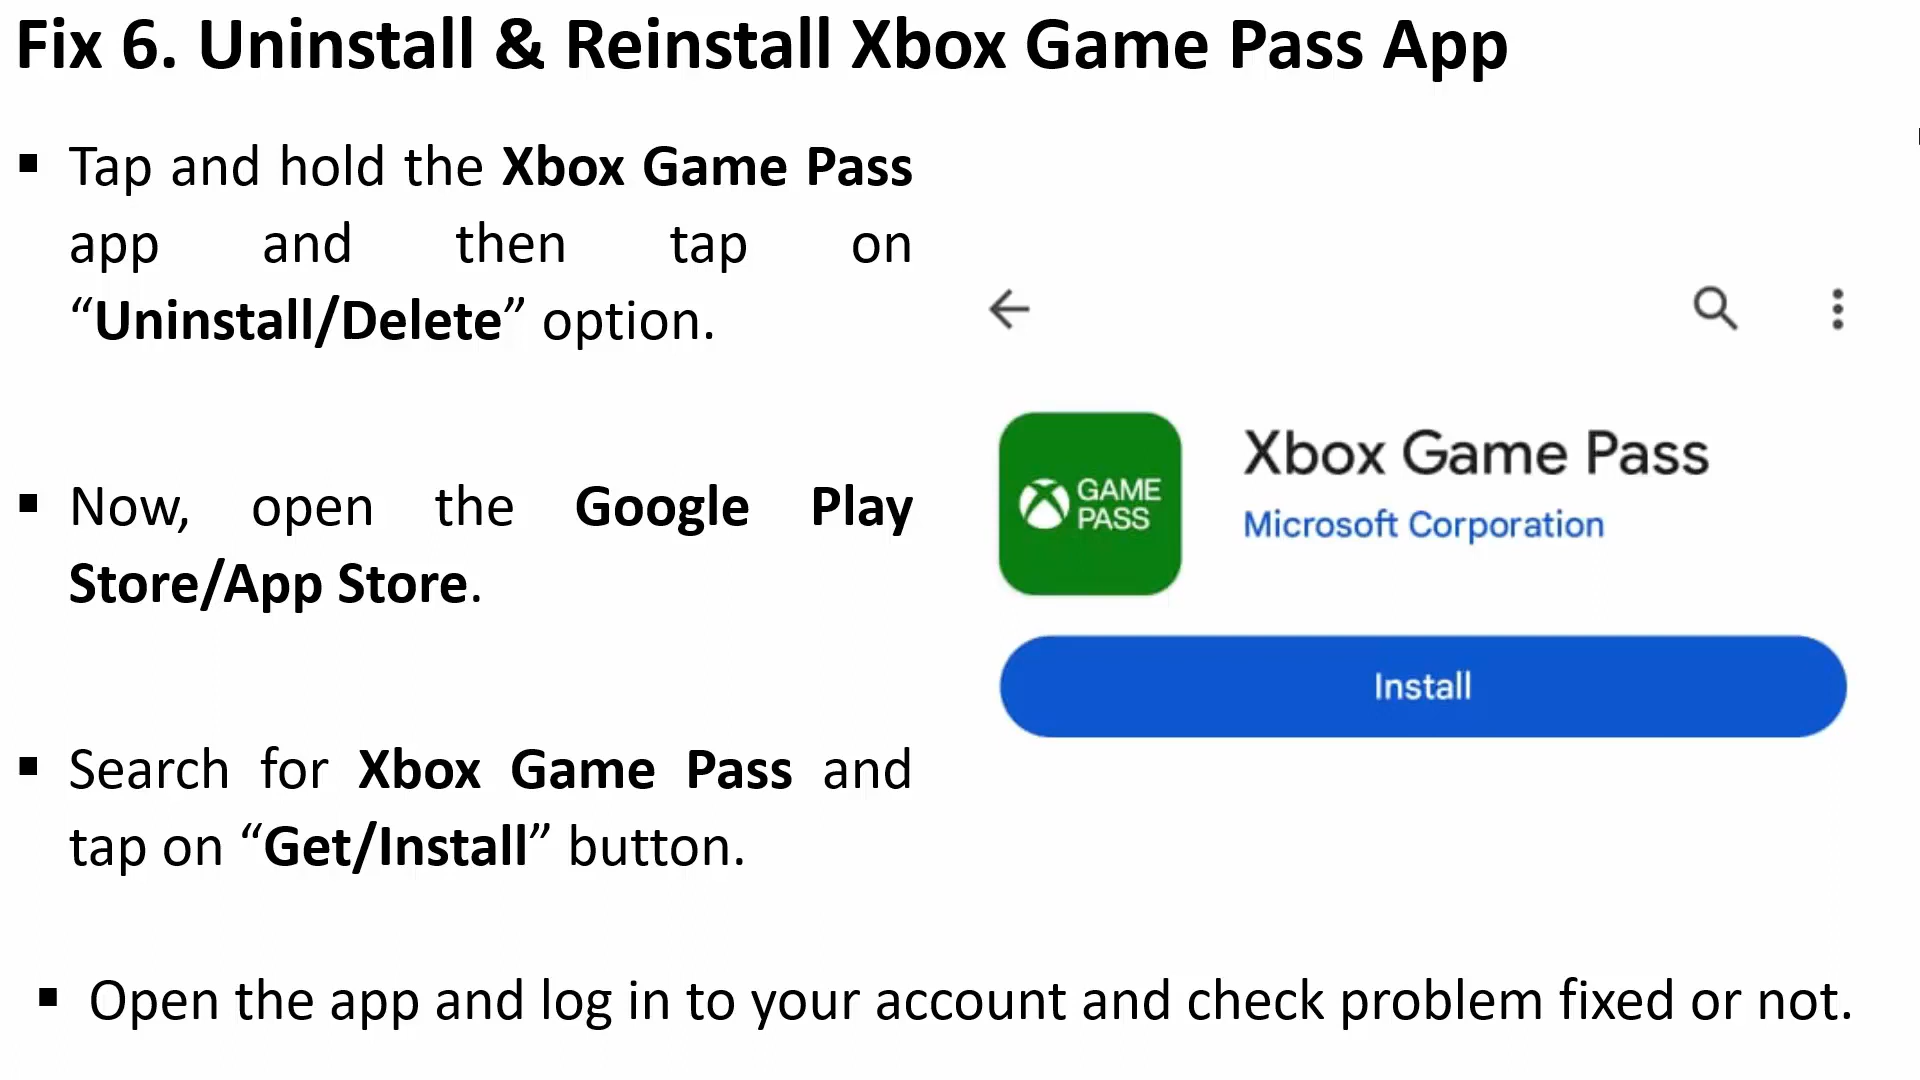 Fix 6. Uninstall & Reinstall Xbox Game Pass App
▪ Tap and hold the Xbox Game Pass
app and then tap on
“Uninstall/Delete” option.
▪ Now, open the Google Play
Store/App Store.
▪ Search for Xbox Game Pass and
tap on “Get/Install” button.
▪ Open the app and log in to your account and check problem fixed or not.
GAME
PASS
Xbox Game Pass
Microsoft Corporation
Install